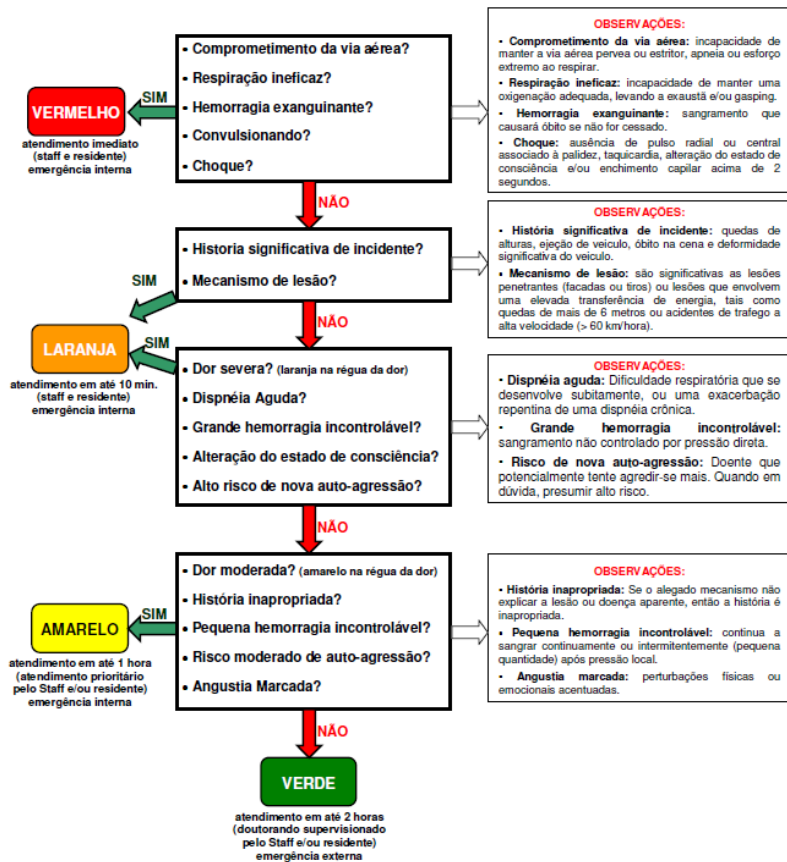 • Comprometimento da via aérea?
• Respiração ineficaz?
• Hemorragia exanguinante?
• Convulsionando?
• Choque?
SIM
VERMELHO
atendimento imediato
(staff e residente)
emergência interna
OBSERVAÇÕES:
• Comprometimento da via aérea: incapacidade de
manter a via aérea pervea ou estritor, apneia ou esforço
extremo ao respirar.
• Respiração ineficaz: incapacidade de manter uma
oxigenação adequada, levando a exaustã e/ou gasping.
• Hemorragia exanguinante: sangramento que
causará óbito se não for cessado.
• Choque: ausência de pulso radial ou central
associado à palidez, taquicardia, alteração do estado de
consciência e/ou enchimento capilar acima de 2
segundos.
NÃO
• Historia significativa de incidente?
• Mecanismo de lesão?
SIM
OBSERVAÇÕES:
• História significativa de incidente: quedas de
alturas, ejeção de veiculo, óbito na cena e deformidade
significativa do veiculo.
• Mecanismo de lesão: são significativas as lesões
penetrantes (facadas ou tiros) ou lesões que envolvem
uma elevada transferência de energia, tais como
quedas de mais de 6 metros ou acidentes de trafego a
alta velocidade (> 60 km/hora).
NÃO
LARANJA
SIM
atendimento em até 10 min.
(staff e residente)
emergência interna
• Dor severa? (laranja na régua da dor)
• Dispnéia Aguda?
• Grande hemorragia incontrolável?
• Alteração do estado de consciência?
• Alto risco de nova auto-agressão?
OBSERVAÇÕES:
• Dispnéia aguda: Dificuldade respiratória que se
desenvolve subitamente, ou uma exacerbação
repentina de uma dispnéia crônica.
• Grande hemorragia incontrolável:
sangramento não controlado por pressão direta.
• Risco de nova auto-agressão: Doente que
potencialmente tente agredir-se mais. Quando em
dúvida, presumir alto risco.
NÃO
• Dor moderada? (amarelo na régua da dor)
• História inapropriada?
• Pequena hemorragia incontrolável?
• Risco moderado de auto-agressão?
• Angustia Marcada?
SIM
AMARELO
atendimento em até 1 hora
(atendimento prioritário
pelo Staff e/ou residente)
emergência interna
OBSERVAÇÕES:
• História inapropriada: Se o alegado mecanismo não
explicar a lesão ou doença aparente, então a história é
inapropriada.
• Pequena hemorragia incontrolável: continua a
sangrar continuamente ou intermitentemente (pequena
quantidade) após pressão local.
• Angustia marcada: perturbações físicas ou
emocionais acentuadas.
NÃO
VERDE
atendimento em até 2 horas
(doutorando supervisionado
pelo Staff e/ou residente)
emergência externa